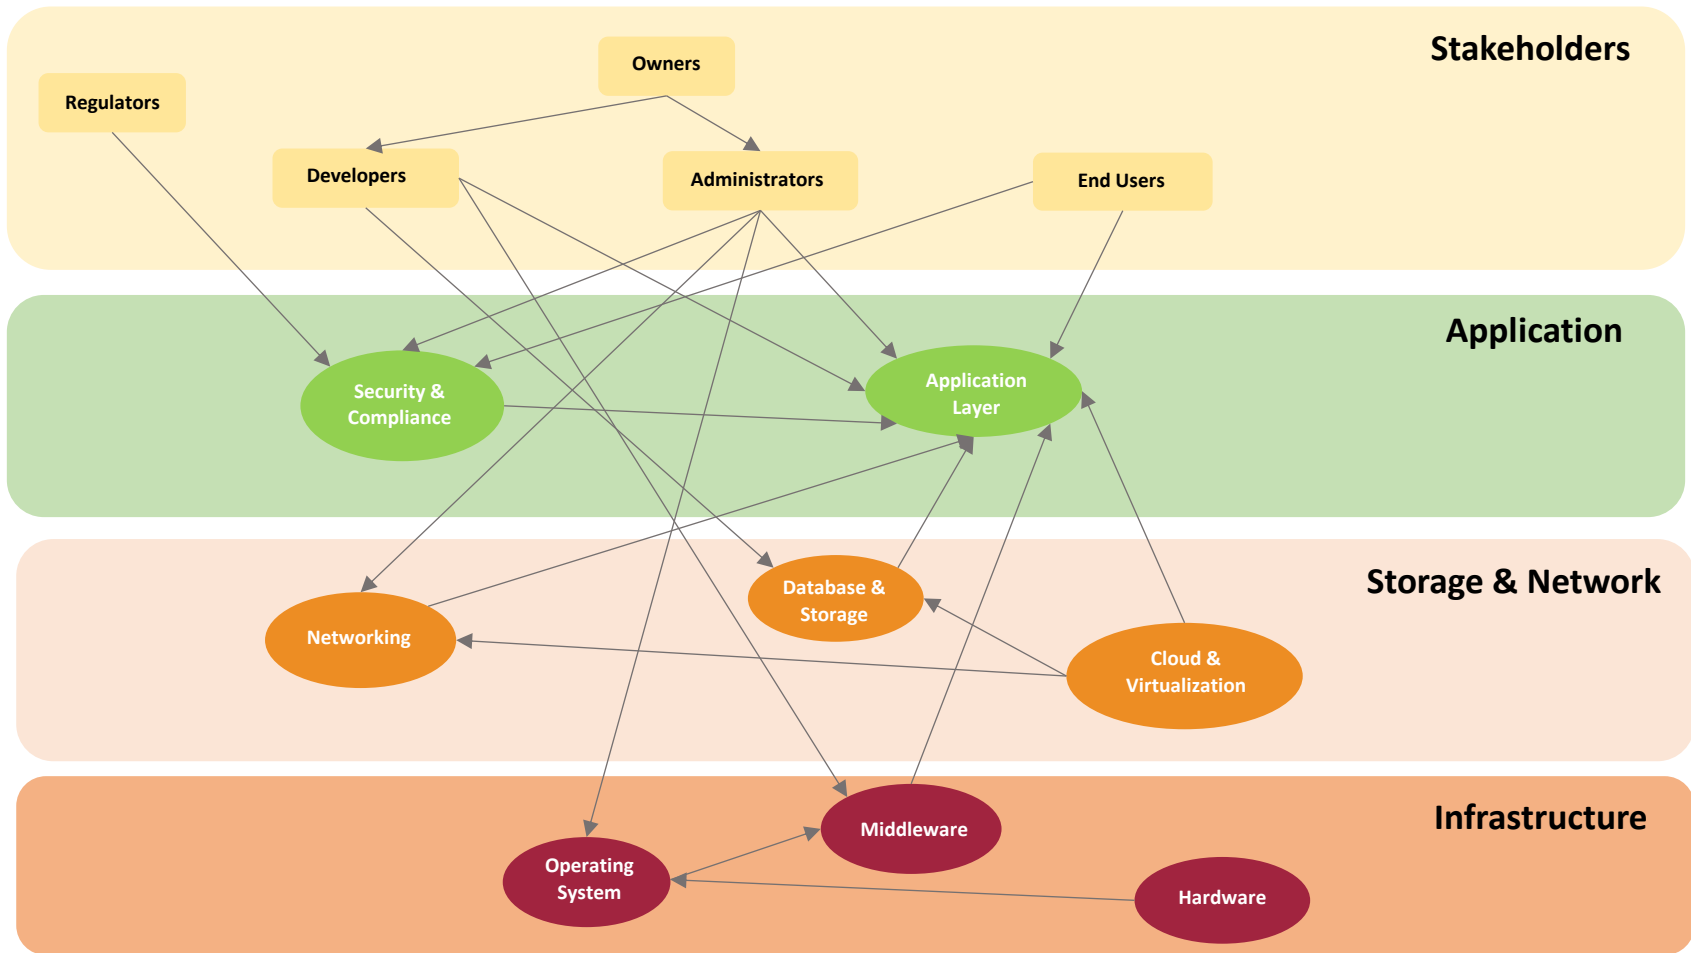 Stakeholders
Owners
Regulators
Developers
Administrators
End Users
Application
Security &
Compliance
Application
Layer
Storage & Network
Database &
Storage
Networking
Cloud &
Virtualization
Infrastructure
Middleware
Operating
System
Hardware